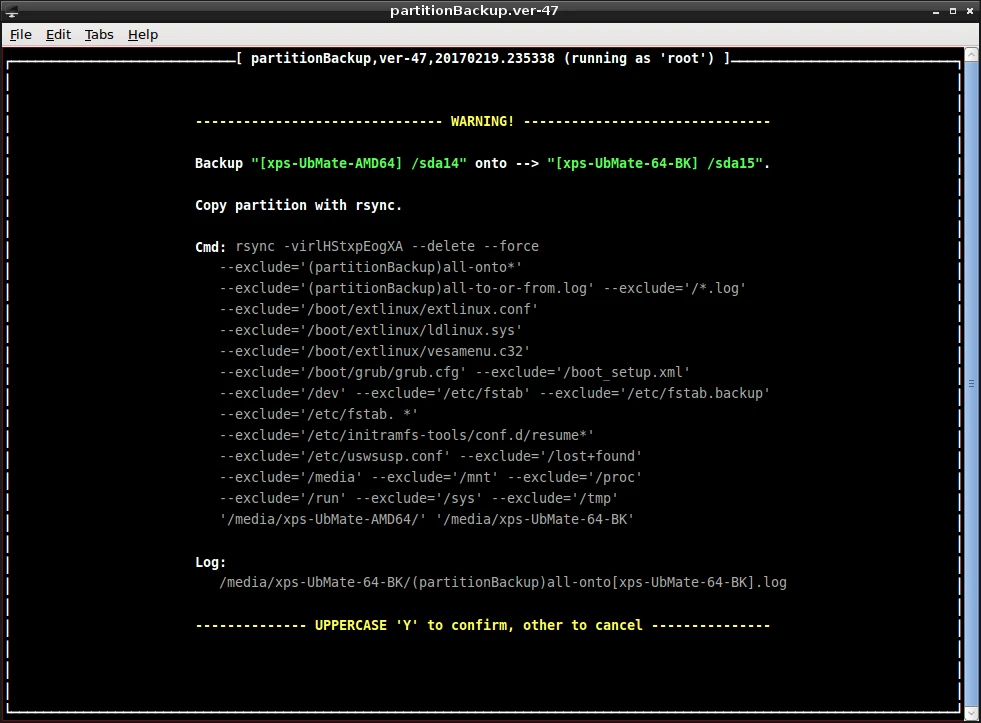 partitionBackup.ver-47
File Edit Tabs Help
[ partitionBackup,ver-47,20170219.235338 (running as 'root') ]
------------------------------- WARNING! -------------------------------
Backup "[xps-UbMate-AMD64] /sda14" onto --> "[xps-UbMate-64-BK] /sda15".
Copy partition with rsync.
Cmd: rsync -virlHStxpEogXA --delete --force
--exclude='(partitionBackup)all-onto*'
--exclude='(partitionBackup)all-to-or-from.log' --exclude='/*.log'
--exclude='/boot/extlinux/extlinux.conf'
--exclude='/boot/extlinux/ldlinux.sys'
--exclude='/boot/extlinux/vesamenu.c32'
--exclude='/boot/grub/grub.cfg' --exclude='/boot_setup.xml'
--exclude='/dev' --exclude='/etc/fstab' --exclude='/etc/fstab.backup'
--exclude='/etc/fstab. *'
--exclude='/etc/initramfs-tools/conf.d/resume*'
--exclude='/etc/uswsusp.conf' --exclude='/lost+found'
--exclude='/media' --exclude='/mnt' --exclude='/proc'
--exclude='/run' --exclude='/sys' --exclude='/tmp'
'/media/xps-UbMate-AMD64/' '/media/xps-UbMate-64-BK'
Log:
/media/xps-UbMate-64-BK/(partitionBackup)all-onto[xps-UbMate-64-BK].log
-------------- UPPERCASE 'Y' to confirm, other to cancel ---------------